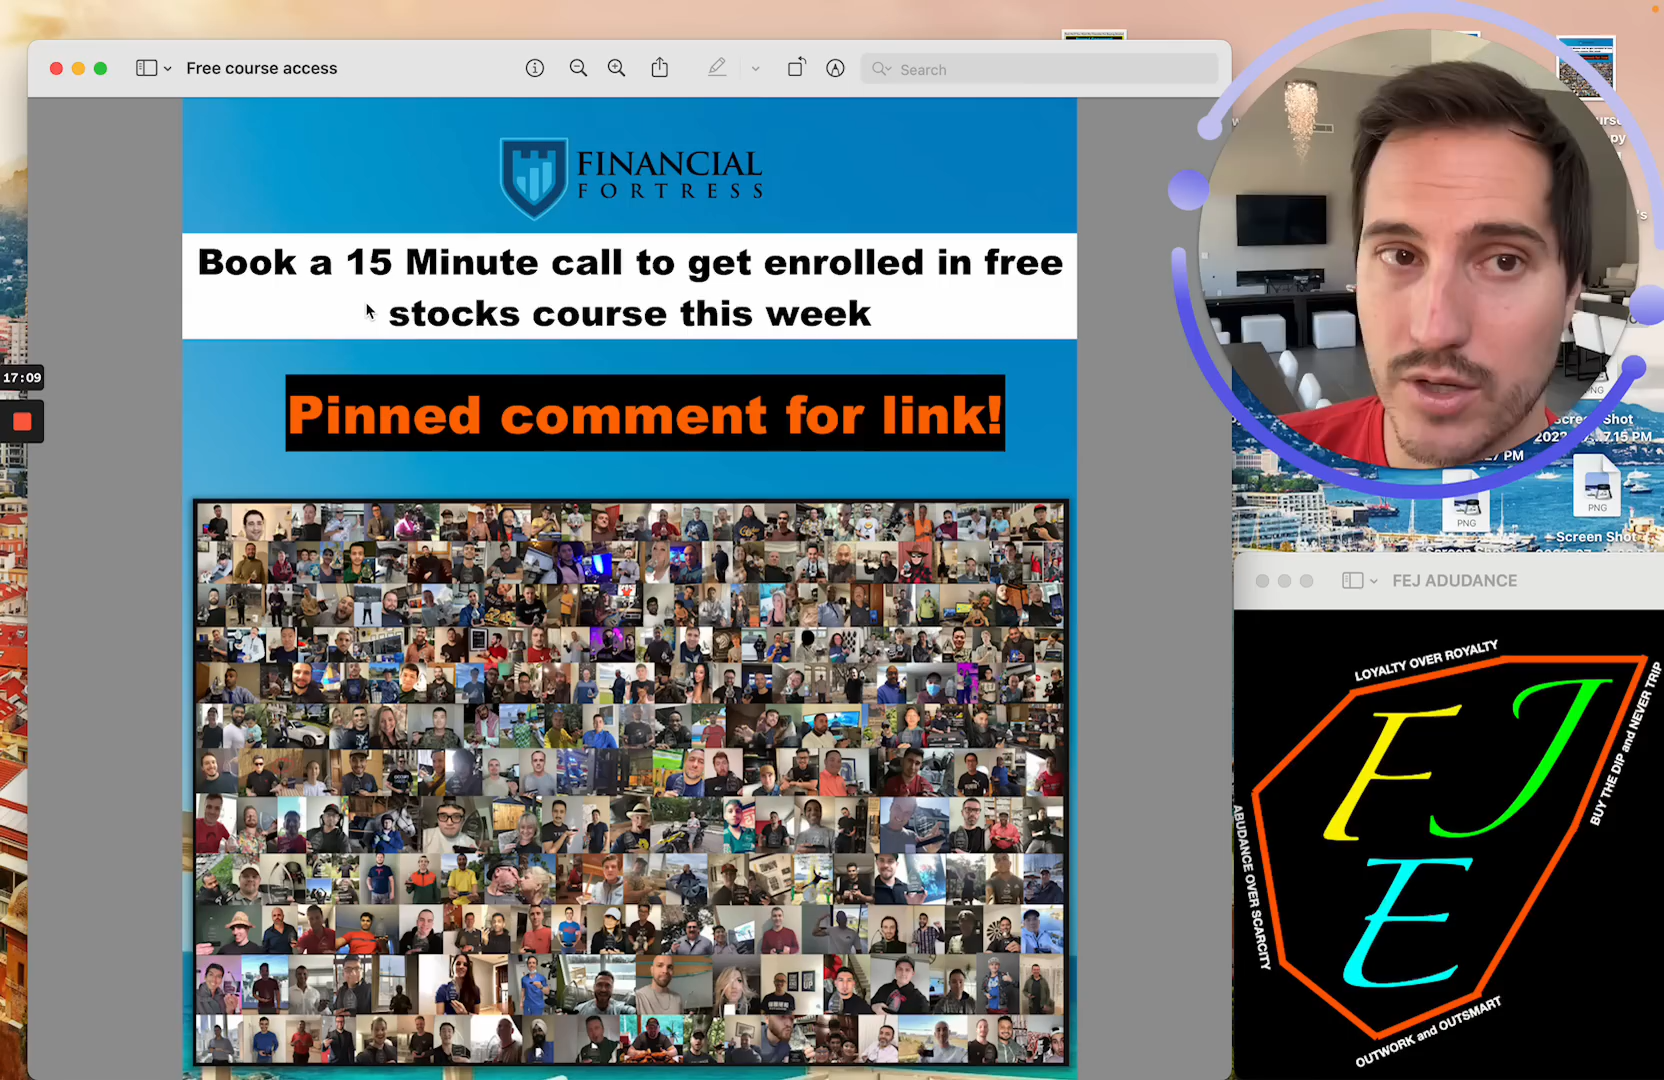 Free course access
Search
FINANCIAL
FORTRESS
Book a 15 Minute call to get enrolled in free
stocks course this week
Pinned comment for link!
17:09
PNG
Screen Shot
PNG
PNG
Screen Shot
FEJ ADUDANCE
LOYALTY OVER ROYALTY
BUY THE DIP and NEVER TRIP
F J
E
ABUDANCE OVER SCARCITY
OUTWORK and OUTSMART